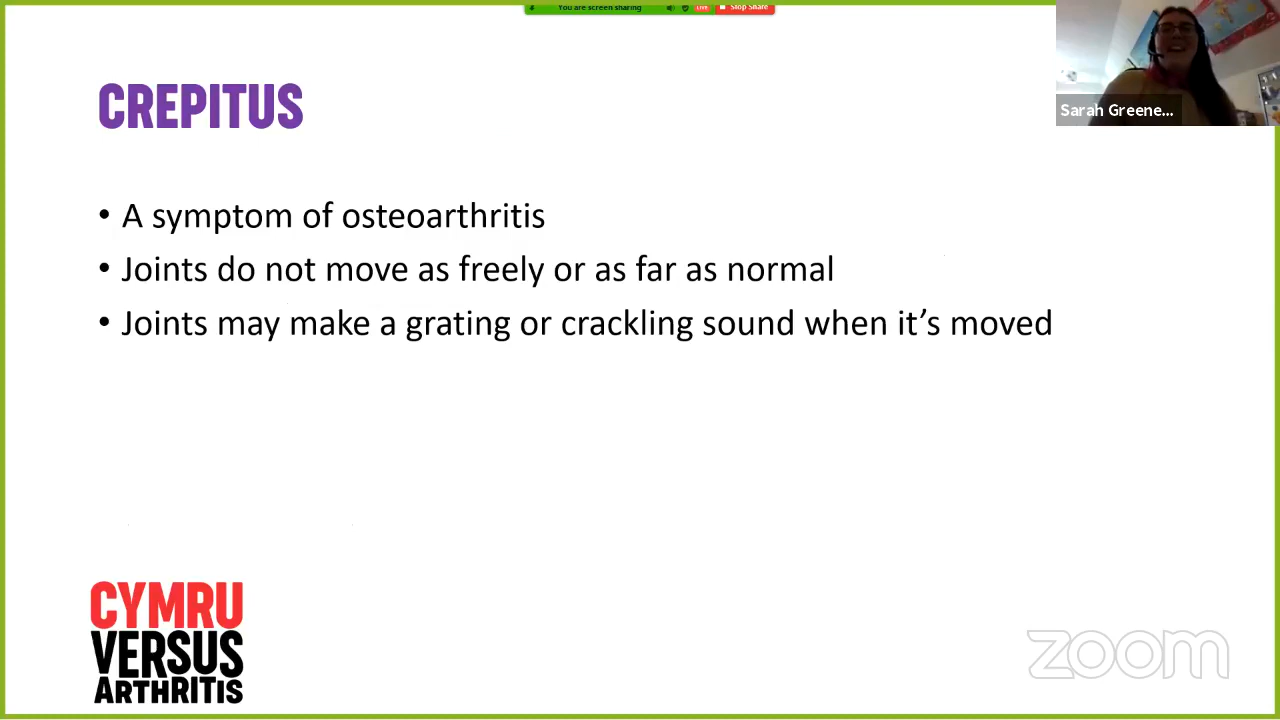 You are screen sharing LIVE Stop Share
CREPITUS
Sarah Greene...
• A symptom of osteoarthritis
• Joints do not move as freely or as far as normal
• Joints may make a grating or crackling sound when it’s moved
CYMRU
VERSUS
ARTHRITIS
zoom